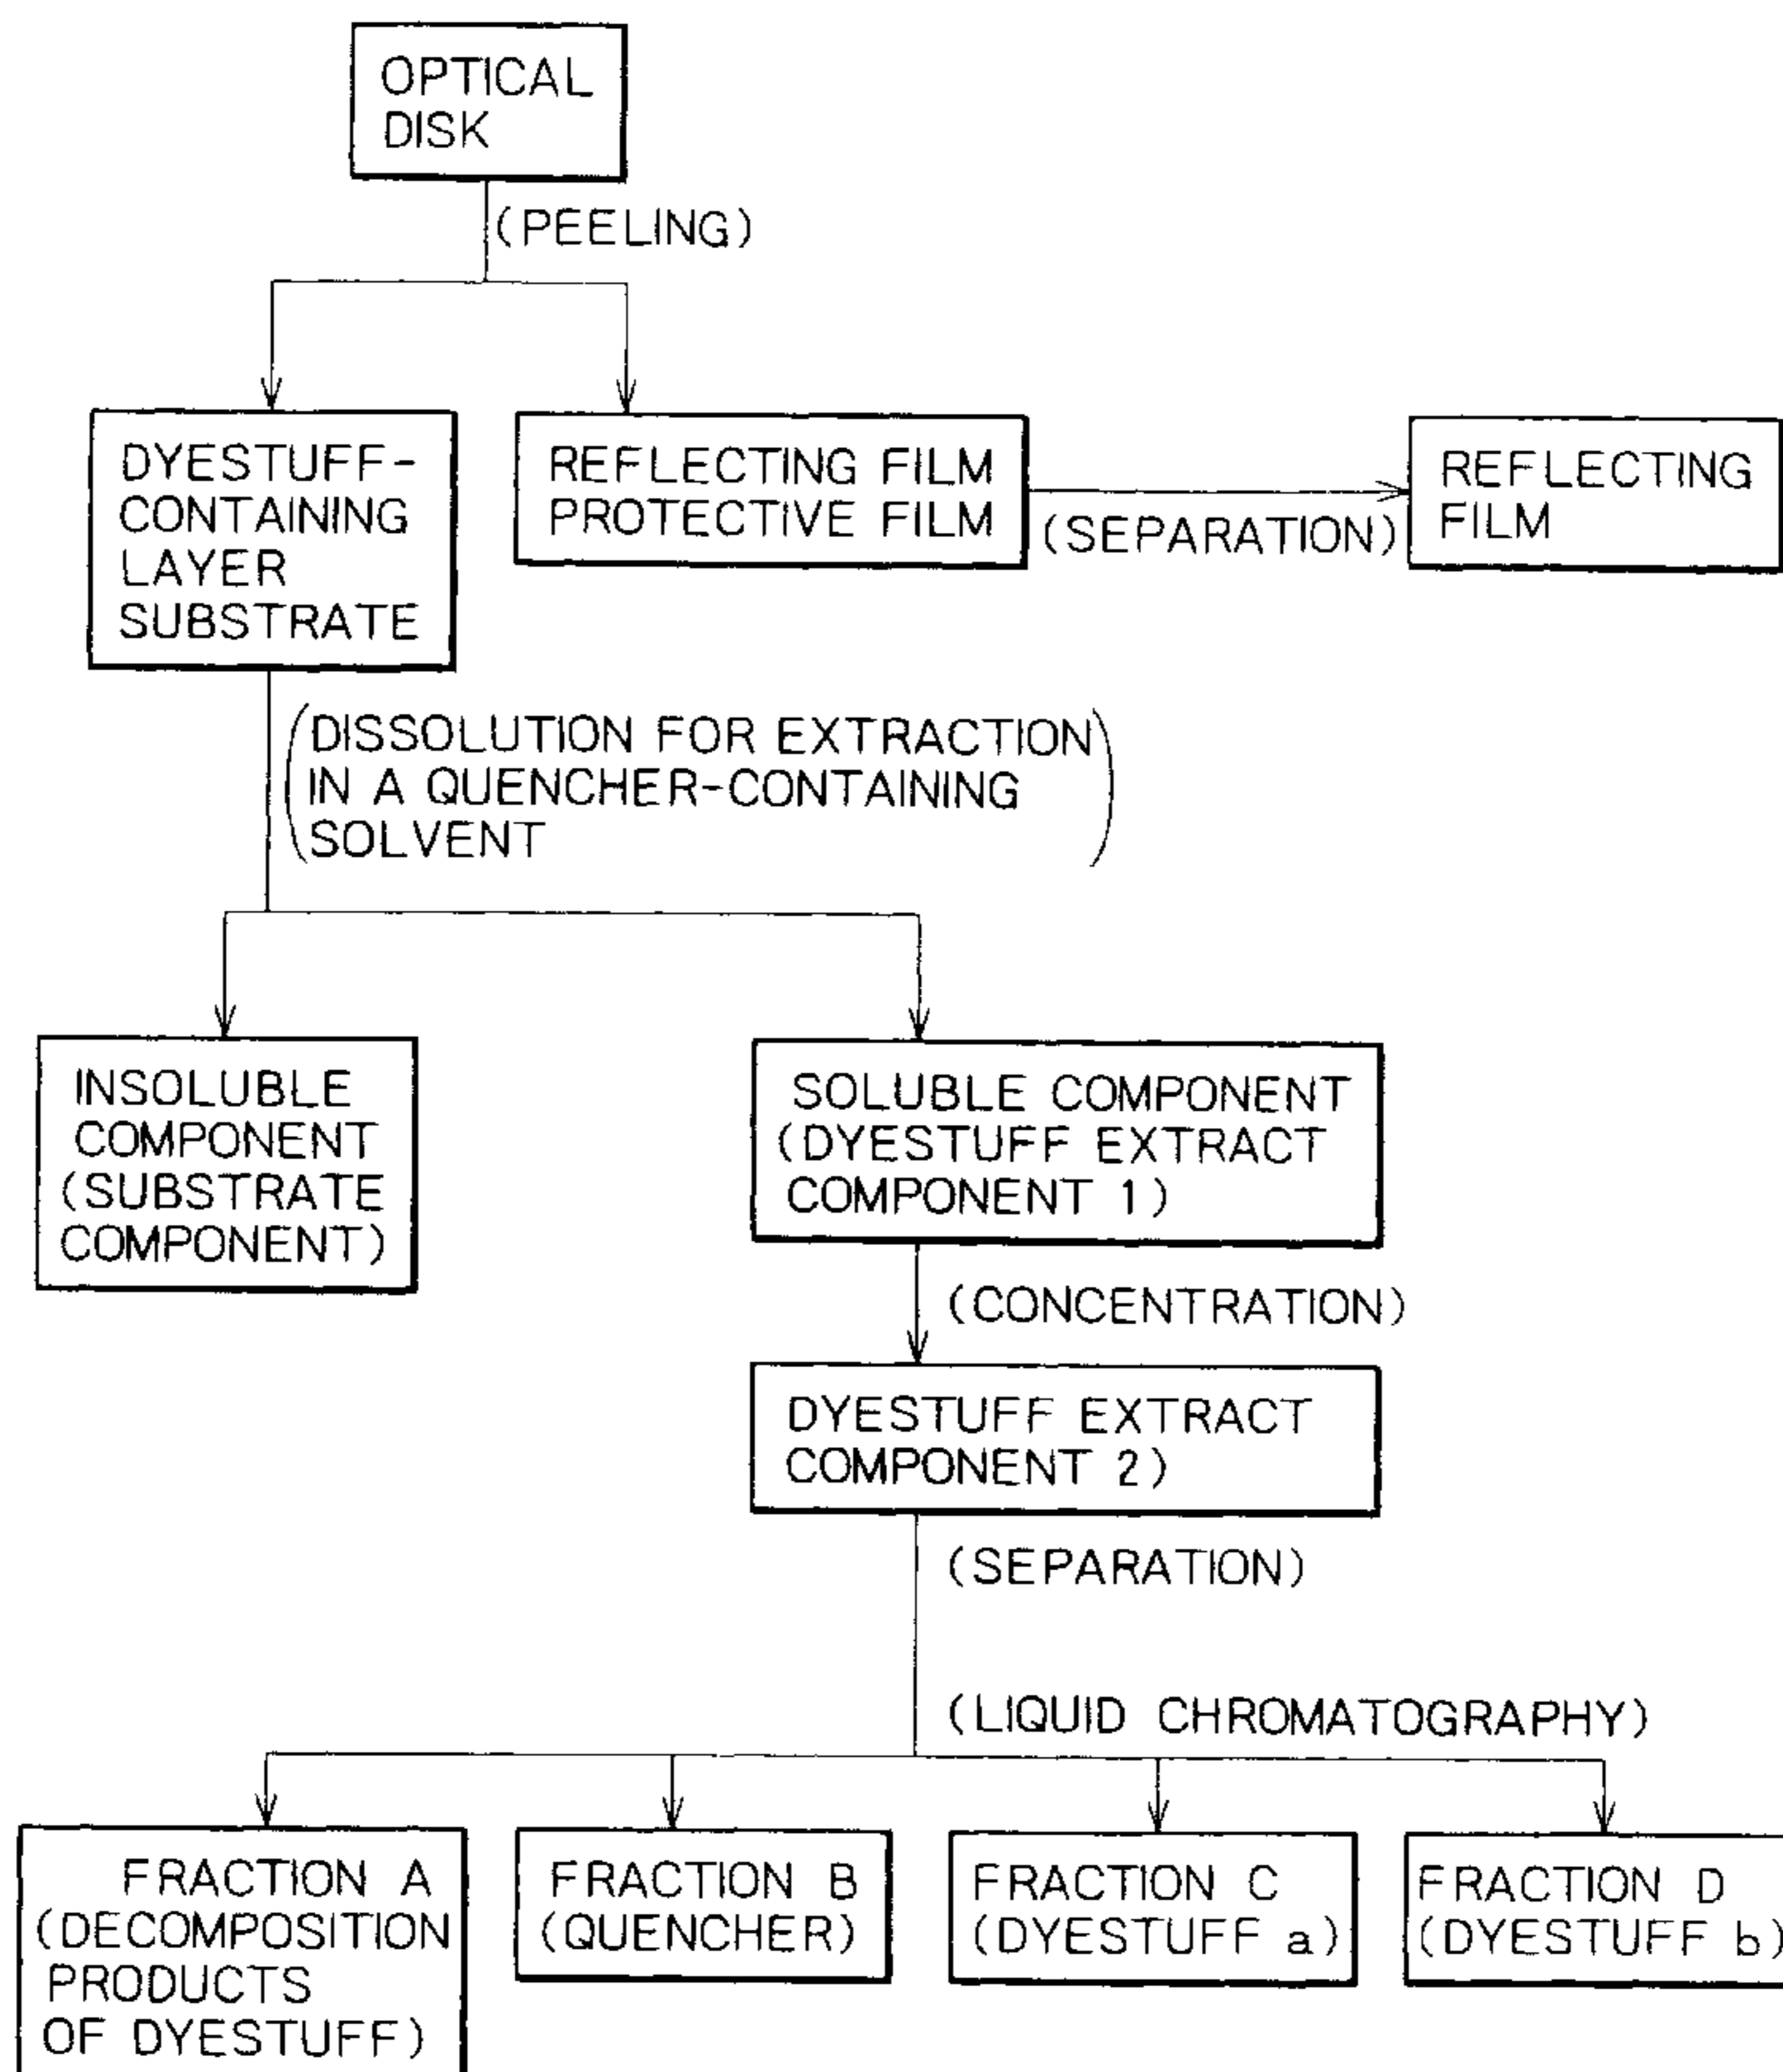 OPTICAL
DISK
(PEELING)
DYESTUFF-
CONTAINING
LAYER
SUBSTRATE
REFLECTING FILM
PROTECTIVE FILM
(SEPARATION)
REFLECTING
FILM
(DISSOLUTION FOR EXTRACTION
IN A QUENCHER-CONTAINING
SOLVENT)
INSOLUBLE
COMPONENT
(SUBSTRATE
COMPONENT)
SOLUBLE COMPONENT
(DYESTUFF EXTRACT
COMPONENT 1)
(CONCENTRATION)
DYESTUFF EXTRACT
COMPONENT 2)
(SEPARATION)
(LIQUID CHROMATOGRAPHY)
FRACTION A
(DECOMPOSITION
PRODUCTS
OF DYESTUFF)
FRACTION B
(QUENCHER)
FRACTION C
(DYESTUFF a)
FRACTION D
(DYESTUFF b)